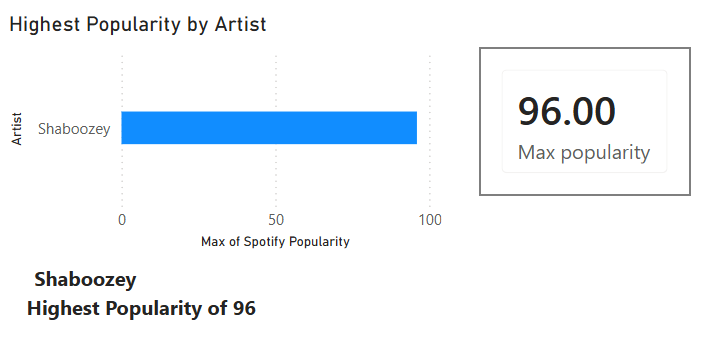 Highest Popularity by Artist
Artist
Shaboozey
0 50 100
Max of Spotify Popularity
96.00
Max popularity
Shaboozey
Highest Popularity of 96